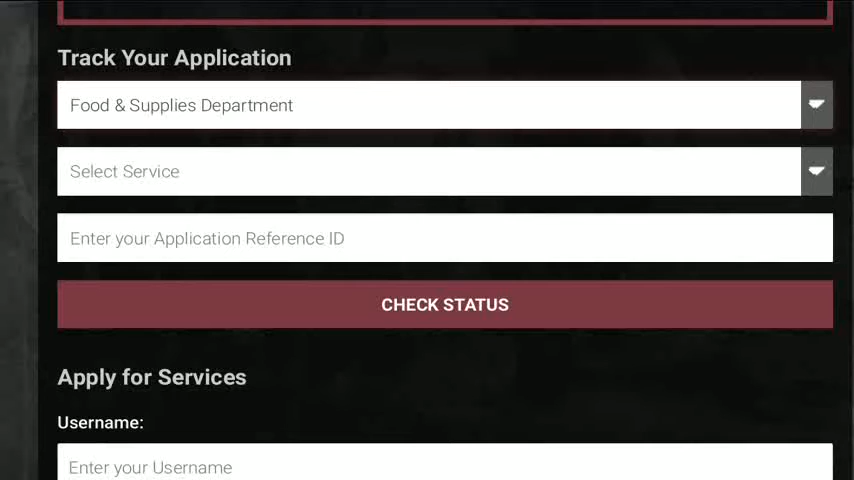 Track Your Application
Food & Supplies Department
Select Service
Enter your Application Reference ID
CHECK STATUS
Apply for Services
Username:
Enter your Username